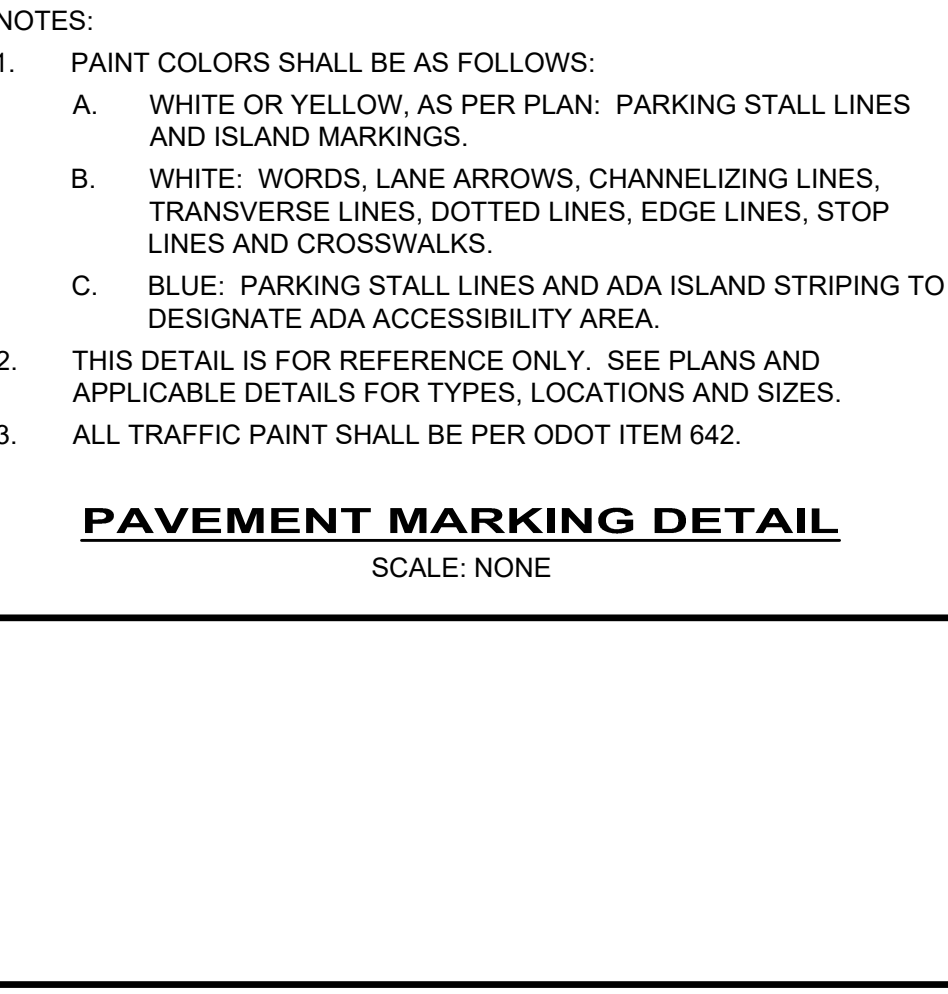 NOTES:
1. PAINT COLORS SHALL BE AS FOLLOWS:
A. WHITE OR YELLOW, AS PER PLAN: PARKING STALL LINES
AND ISLAND MARKINGS.
B. WHITE: WORDS, LANE ARROWS, CHANNELIZING LINES,
TRANSVERSE LINES, DOTTED LINES, EDGE LINES, STOP
LINES AND CROSSWALKS.
C. BLUE: PARKING STALL LINES AND ADA ISLAND STRIPING TO
DESIGNATE ADA ACCESSIBILITY AREA.
2. THIS DETAIL IS FOR REFERENCE ONLY. SEE PLANS AND
APPLICABLE DETAILS FOR TYPES, LOCATIONS AND SIZES.
3. ALL TRAFFIC PAINT SHALL BE PER ODOT ITEM 642.
PAVEMENT MARKING DETAIL
SCALE: NONE